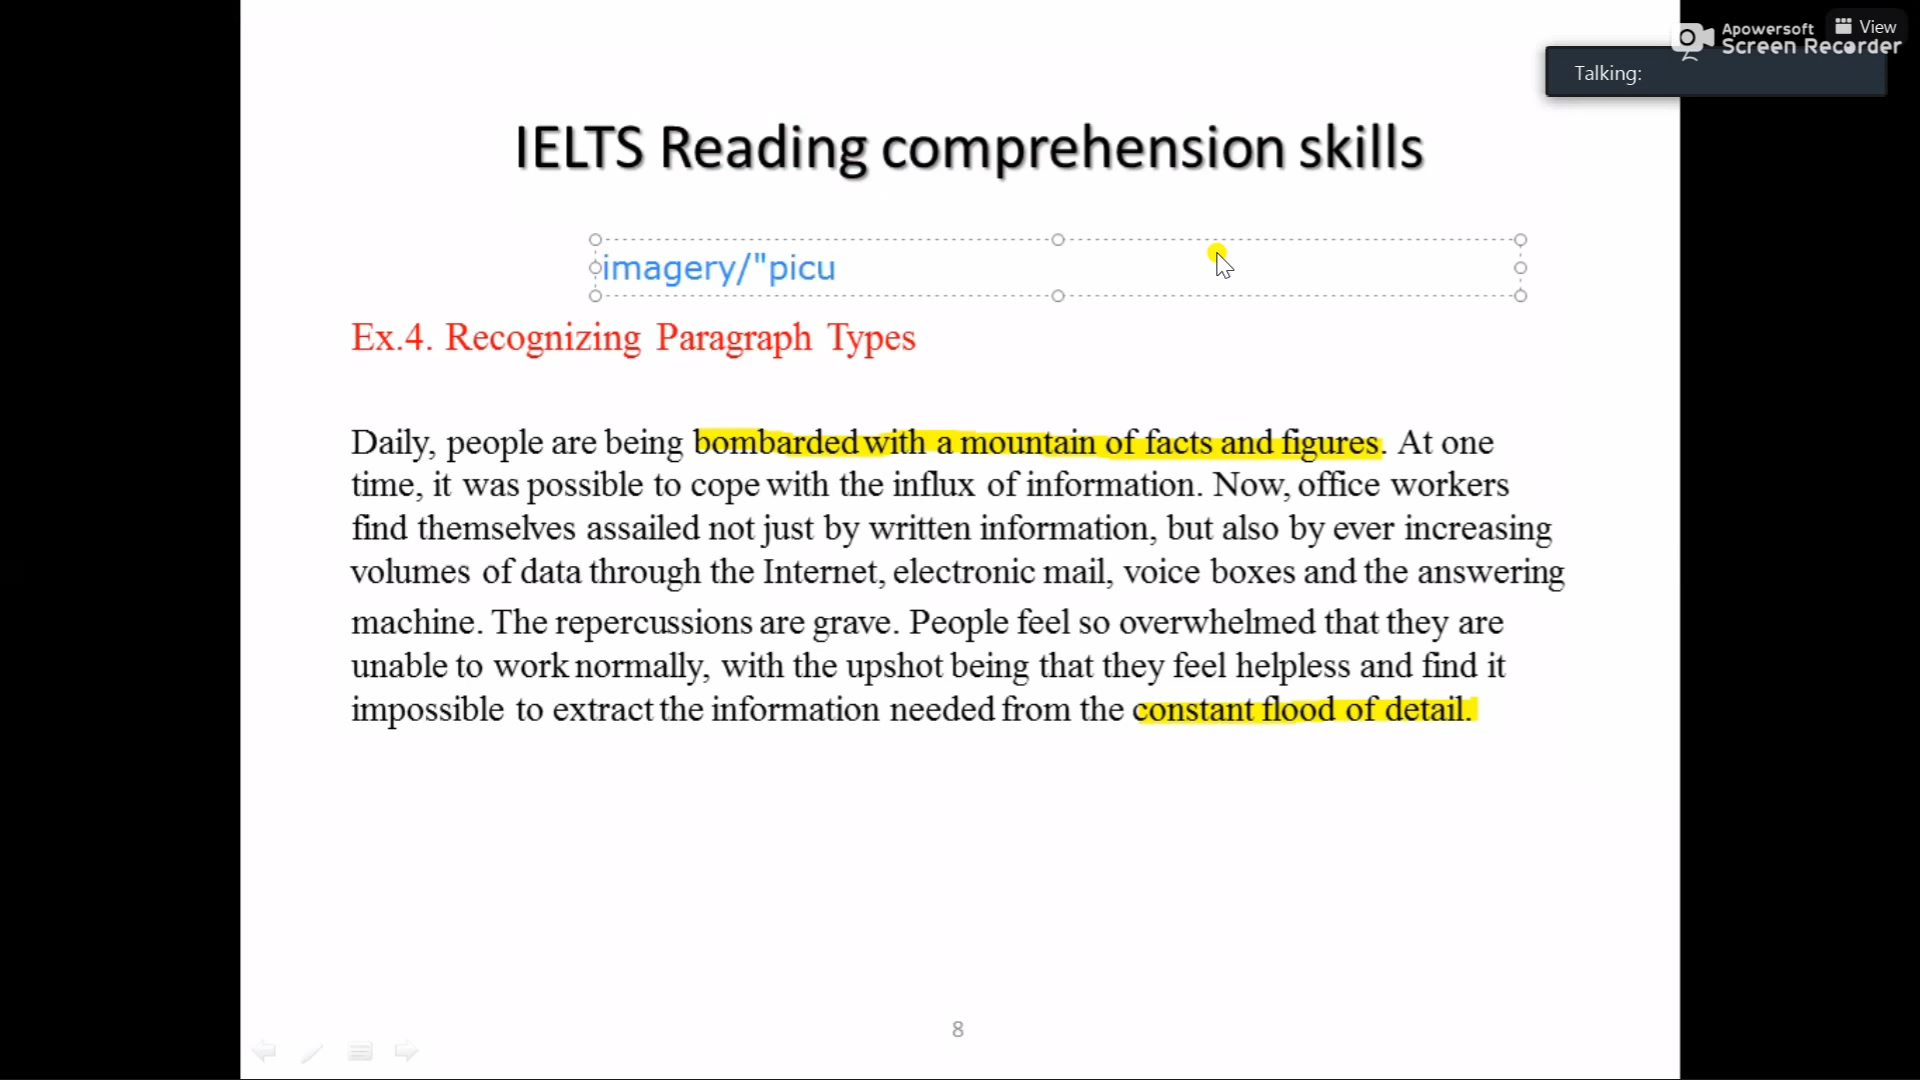 Apowersoft
Screen Recorder
View
Talking:
IELTS Reading comprehension skills
imagery/"picu
Ex.4. Recognizing Paragraph Types
Daily, people are being bombarded with a mountain of facts and figures. At one
time, it was possible to cope with the influx of information. Now, office workers
find themselves assailed not just by written information, but also by ever increasing
volumes of data through the Internet, electronic mail, voice boxes and the answering
machine. The repercussions are grave. People feel so overwhelmed that they are
unable to work normally, with the upshot being that they feel helpless and find it
impossible to extract the information needed from the constant flood of detail.
8